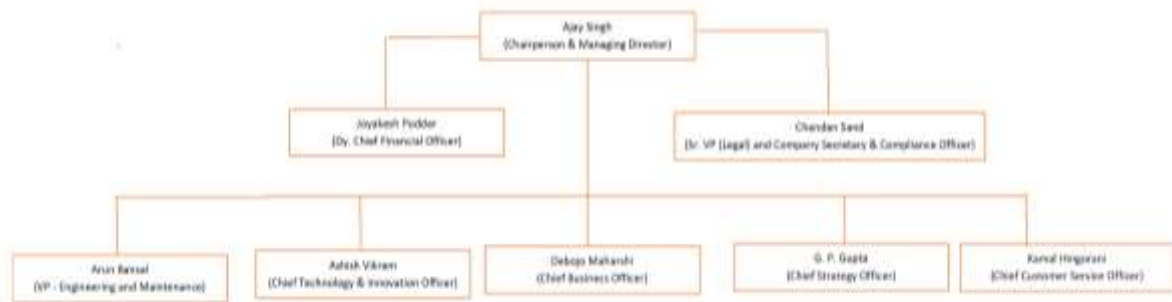 Ajay Singh
(Chairperson & Managing Director)
Joyakesh Podder
(Dy. Chief Financial Officer)
Chandan Sand
(Sr. VP (Legal) and Company Secretary & Compliance Officer)
Arun Bansal
(VP - Engineering and Maintenance)
Ashish Vikram
(Chief Technology & Innovation Officer)
Debojo Maharshi
(Chief Business Officer)
G. P. Gupta
(Chief Strategy Officer)
Kamal Hingorani
(Chief Customer Service Officer)